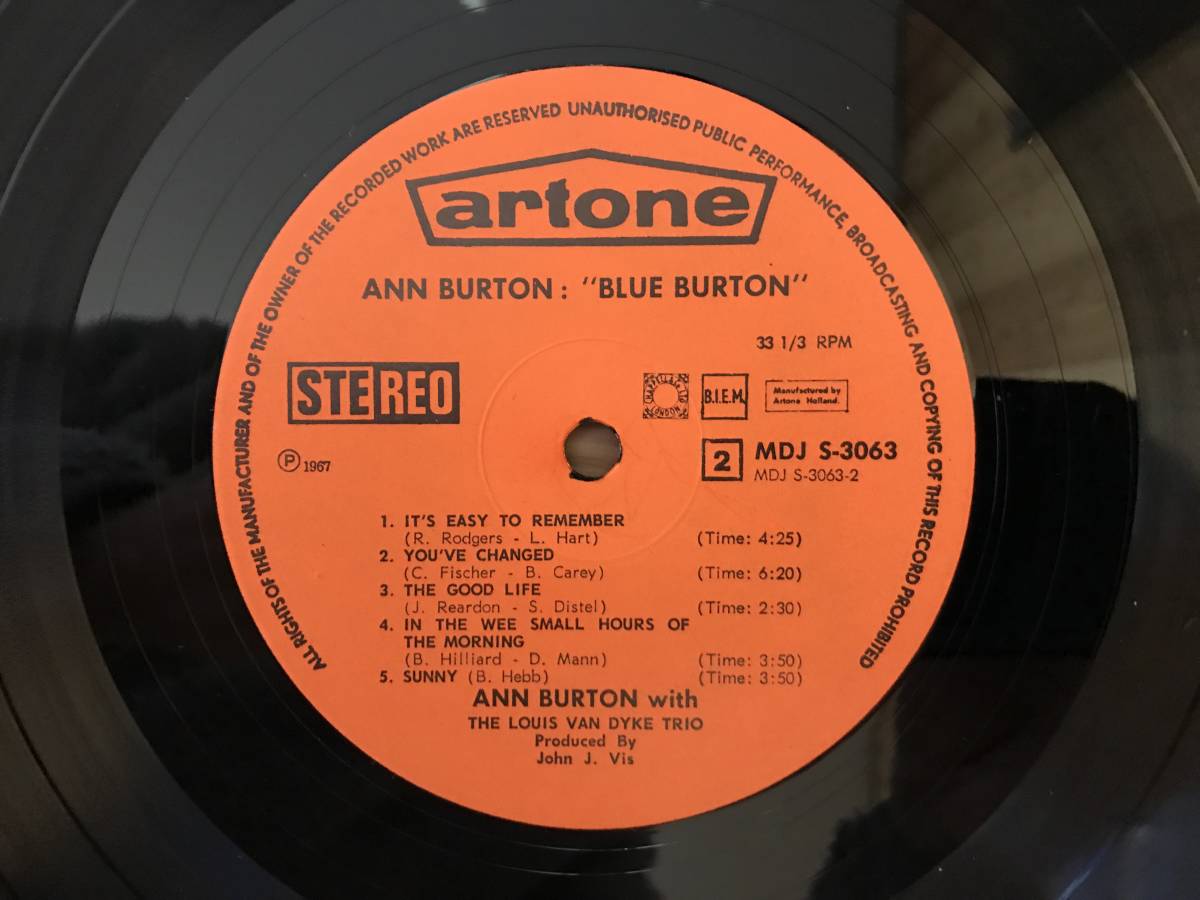 ALL RIGHTS OF THE MANUFACTURER AND OF THE OWNER OF THE RECORDED WORK ARE RESERVED UNAUTHORISED PUBLIC PERFORMANCE, BROADCASTING AND COPYING OF THIS RECORD PROHIBITED
artone
ANN BURTON: "BLUE BURTON"
33 1/3 RPM
STEREO
CHAPPELL & Co LTD LONDON
B.I.E.M.
Manufactured by
Artone Holland.
Ⓟ 1967
2 MDJ S-3063
MDJ S-3063-2
1. IT'S EASY TO REMEMBER
(R. Rodgers - L. Hart) (Time: 4:25)
2. YOU'VE CHANGED
(C. Fischer - B. Carey) (Time: 6:20)
3. THE GOOD LIFE
(J. Reardon - S. Distel) (Time: 2:30)
4. IN THE WEE SMALL HOURS OF
THE MORNING
(B. Hilliard - D. Mann) (Time: 3:50)
5. SUNNY (B. Hebb) (Time: 3:50)
ANN BURTON with
THE LOUIS VAN DYKE TRIO
Produced By
John J. Vis